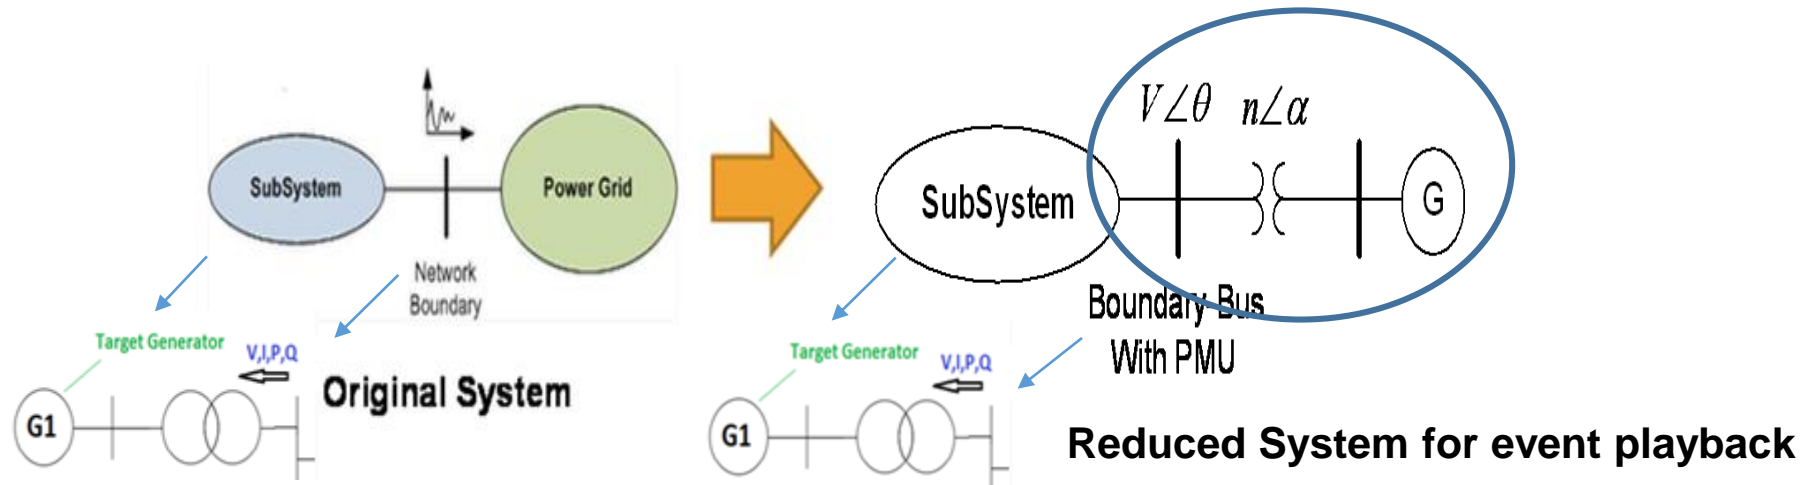 SubSystem
Power Grid
Network
Boundary
Target Generator
V,I,P,Q
G1
Original System
V∠θ n∠α
SubSystem
G
Boundary Bus
With PMU
Target Generator
V,I,P,Q
G1
Reduced System for event playback